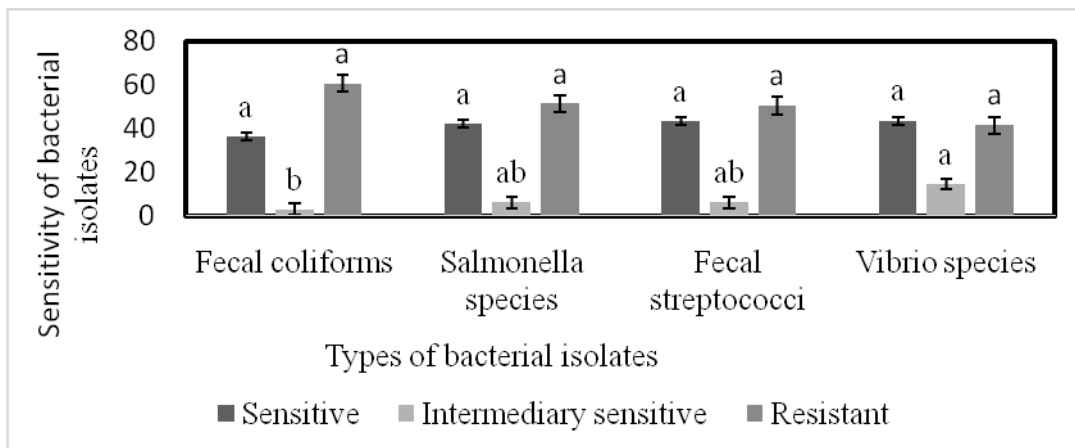 Sensitivity of bacterial
isolates
80
60
40
20
0
a
b
a
a
ab
a
a
ab
a
a
a
a
Fecal coliforms
Salmonella
species
Fecal
streptococci
Vibrio species
Types of bacterial isolates
Sensitive
Intermediary sensitive
Resistant